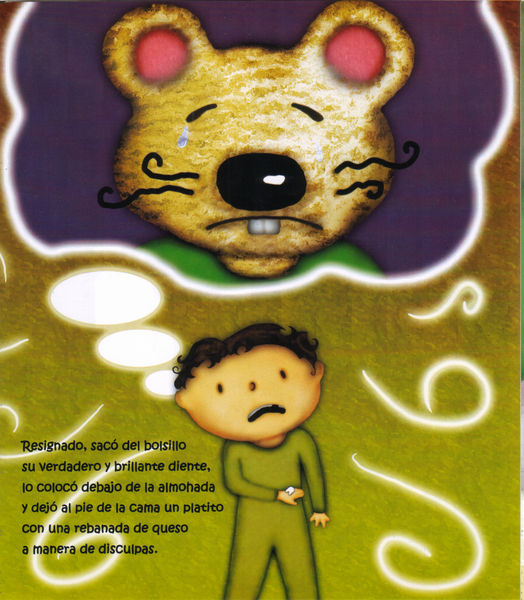 Resignado, sacó del bolsillo
su verdadero y brillante diente,
lo colocó debajo de la almohada
y dejó al pie de la cama un platito
con una rebanada de queso
a manera de disculpas.